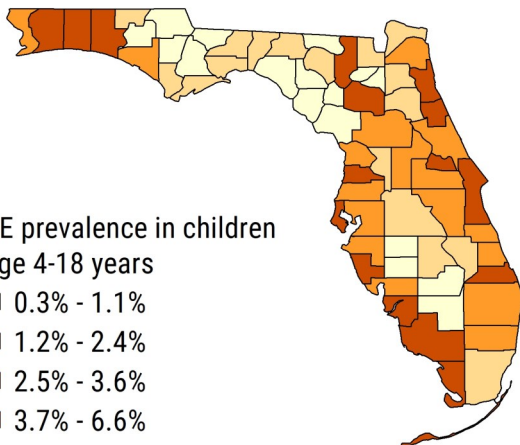 E prevalence in children
ge 4-18 years
0.3% - 1.1%
1.2% - 2.4%
2.5% - 3.6%
3.7% - 6.6%